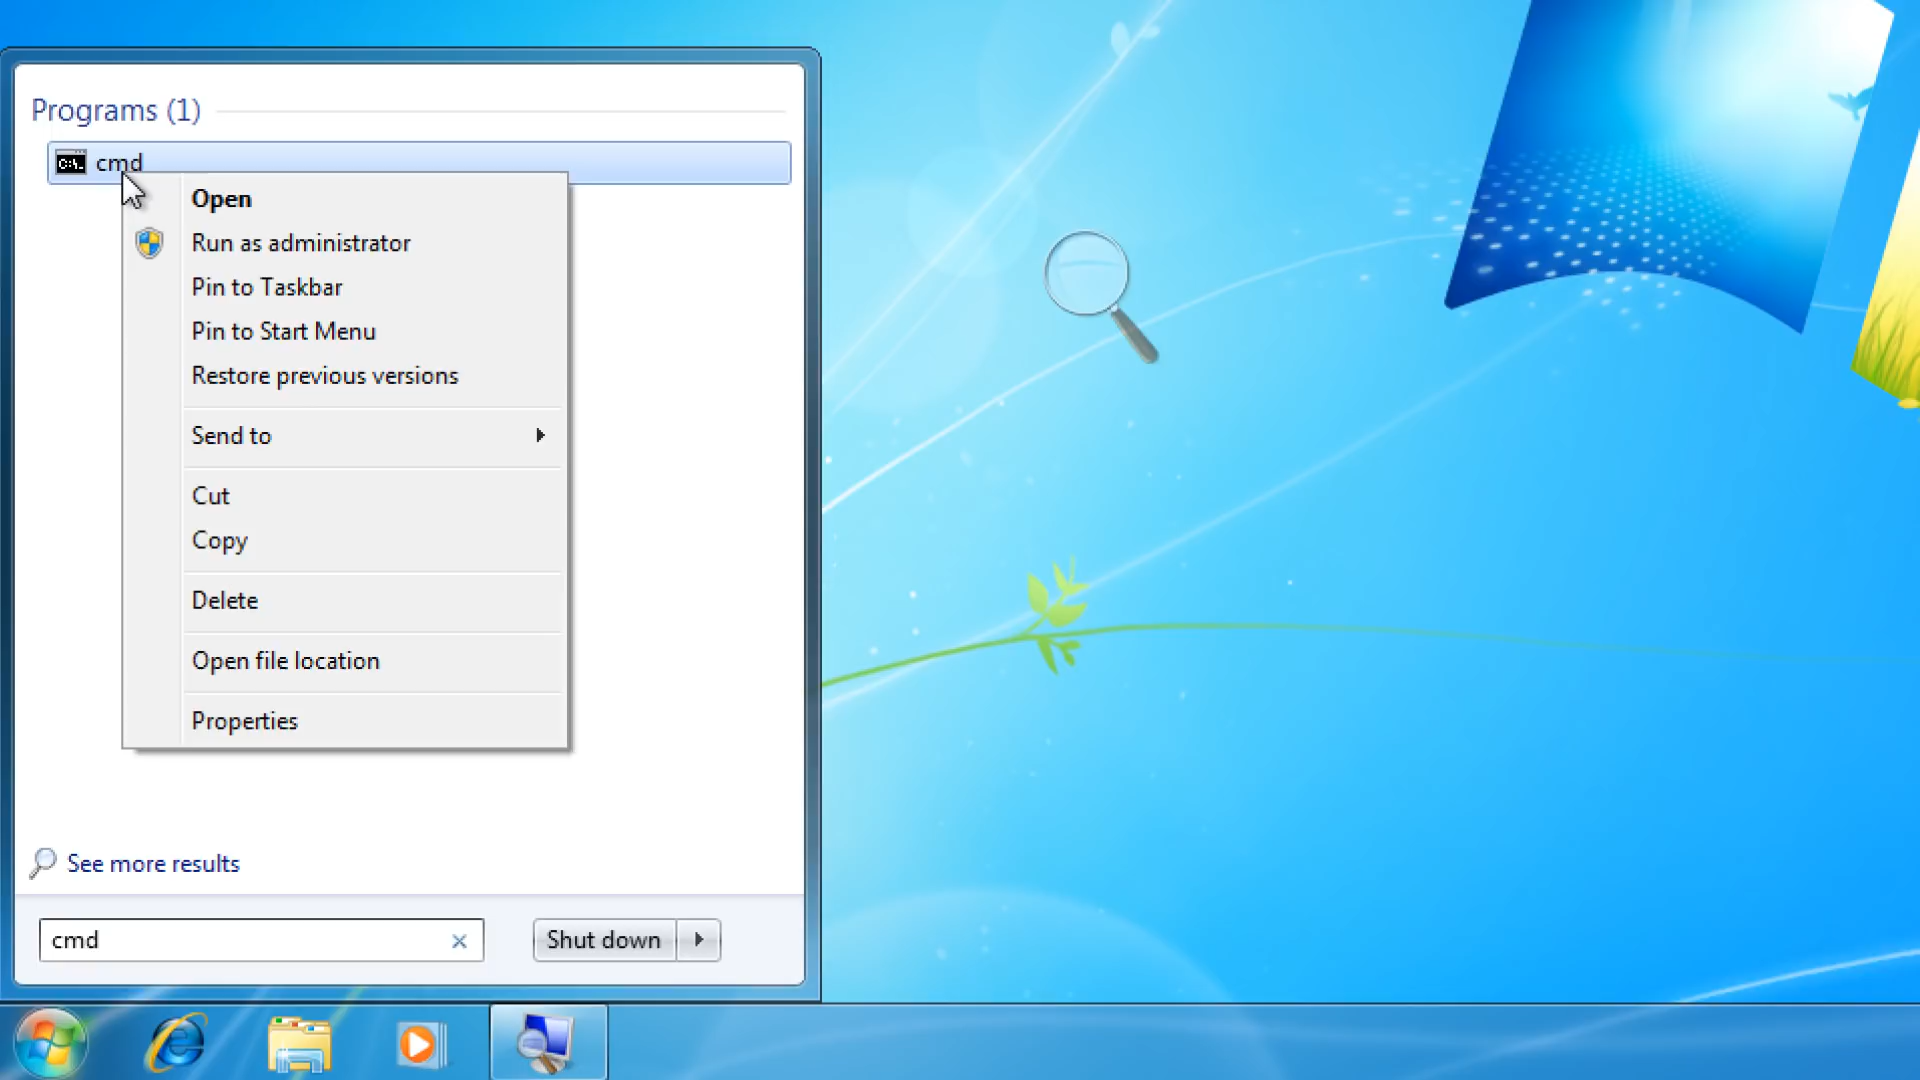 Programs (1)
C:\.
cmd
Open
Run as administrator
Pin to Taskbar
Pin to Start Menu
Restore previous versions
Send to
Cut
Copy
Delete
Open file location
Properties
See more results
cmd
Shut down